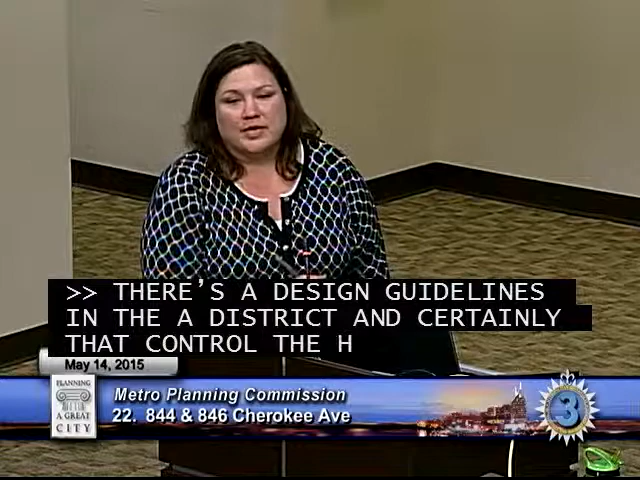 >> THERE'S A DESIGN GUIDELINES
IN THE A DISTRICT AND CERTAINLY
THAT CONTROL THE H
May 14, 2015
PLANNING
A GREAT
CITY
Metro Planning Commission
22. 844 & 846 Cherokee Ave
3